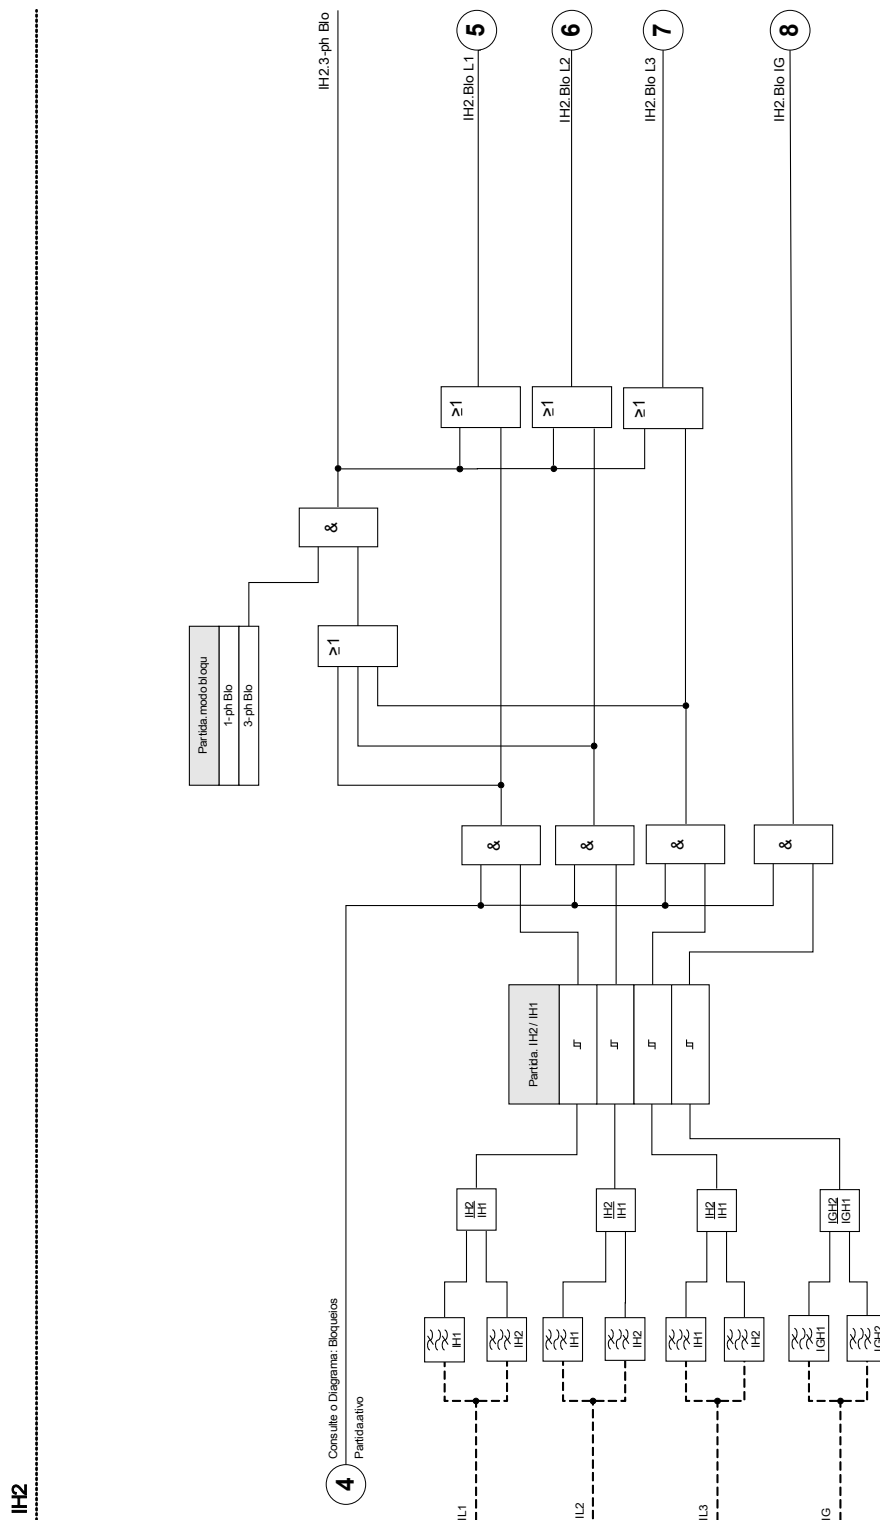 IH2
4
Consulte o Diagrama: Bloqueios
Partida.ativo
IL1
IH1
IH2
IH2
IH1
IL2
IH1
IH2
IH2
IH1
IL3
IH1
IH2
IH2
IH1
IG
IGH1
IGH2
IGH2
IGH1
Partida. IH2 / IH1
&
&
&
&
Partida.modo bloqu
1-ph Blo
3-ph Blo
≥1
&
≥1
≥1
≥1
IH2.3-ph Blo
IH2.Blo L1
5
IH2.Blo L2
6
IH2.Blo L3
7
IH2.Blo IG
8